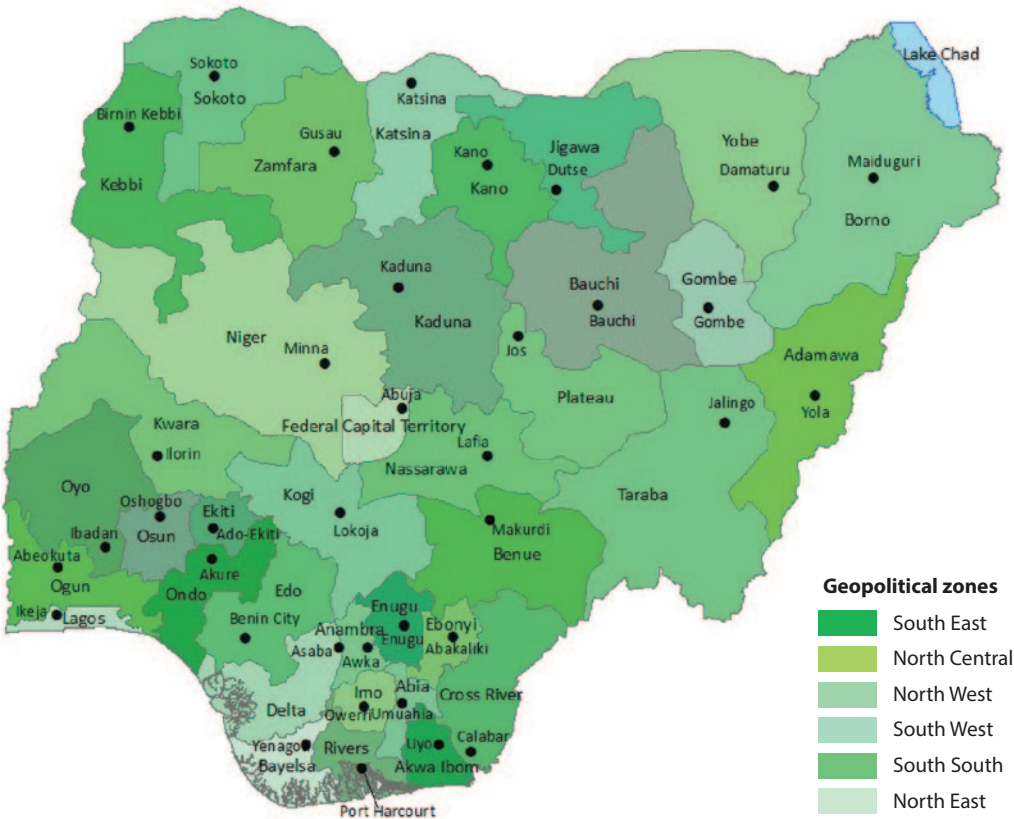 Lake Chad
Sokoto
Sokoto
Katsina
Katsina
Birnin Kebbi
Kebbi
Gusau
Zamfara
Kano
Kano
Jigawa
Dutse
Yobe
Damaturu
Maiduguri
Borno
Kaduna
Kaduna
Bauchi
Bauchi
Gombe
Gombe
Niger
Minna
Jos
Adamawa
Yola
Abuja
Federal Capital Territory
Plateau
Jalingo
Kwara
Ilorin
Lafia
Nassarawa
Taraba
Oyo
Oshogbo
Osun
Ekiti
Ado-Ekiti
Kogi
Lokoja
Makurdi
Benue
Ibadan
Abeokuta
Ogun
Akure
Ondo
Edo
Ikeja
Lagos
Benin City
Enugu
Enugu
Anambra
Asaba
Awka
Ebonyi
Abakaliki
Imo
Owerri
Abia
Umuahia
Cross River
Delta
Yenago
Bayelsa
Rivers
Uyo
Calabar
Akwa Ibom
Port Harcourt
Geopolitical zones
South East
North Central
North West
South West
South South
North East